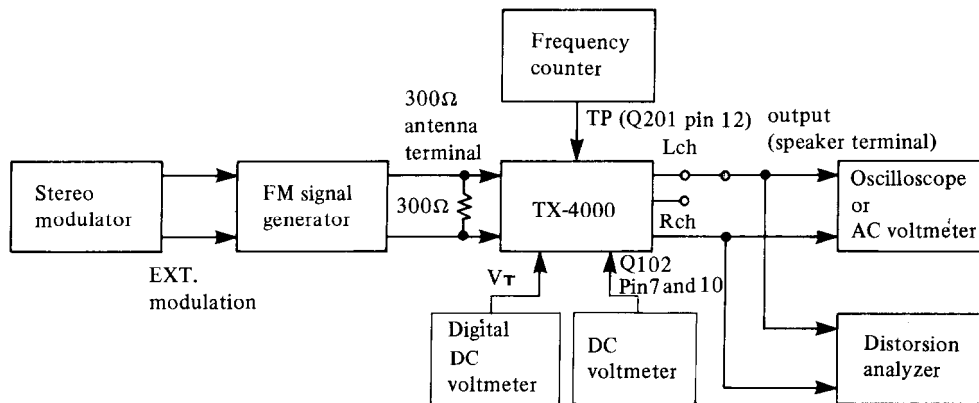 Frequency
counter
300Ω
antenna
terminal
TP (Q201 pin 12)
output
(speaker terminal)
Lch
Stereo
modulator
FM signal
generator
300Ω
TX-4000
Rch
Oscilloscope
or
AC voltmeter
EXT.
modulation
VT
Q102
Pin7 and 10
Digital
DC
voltmeter
DC
voltmeter
Distorsion
analyzer